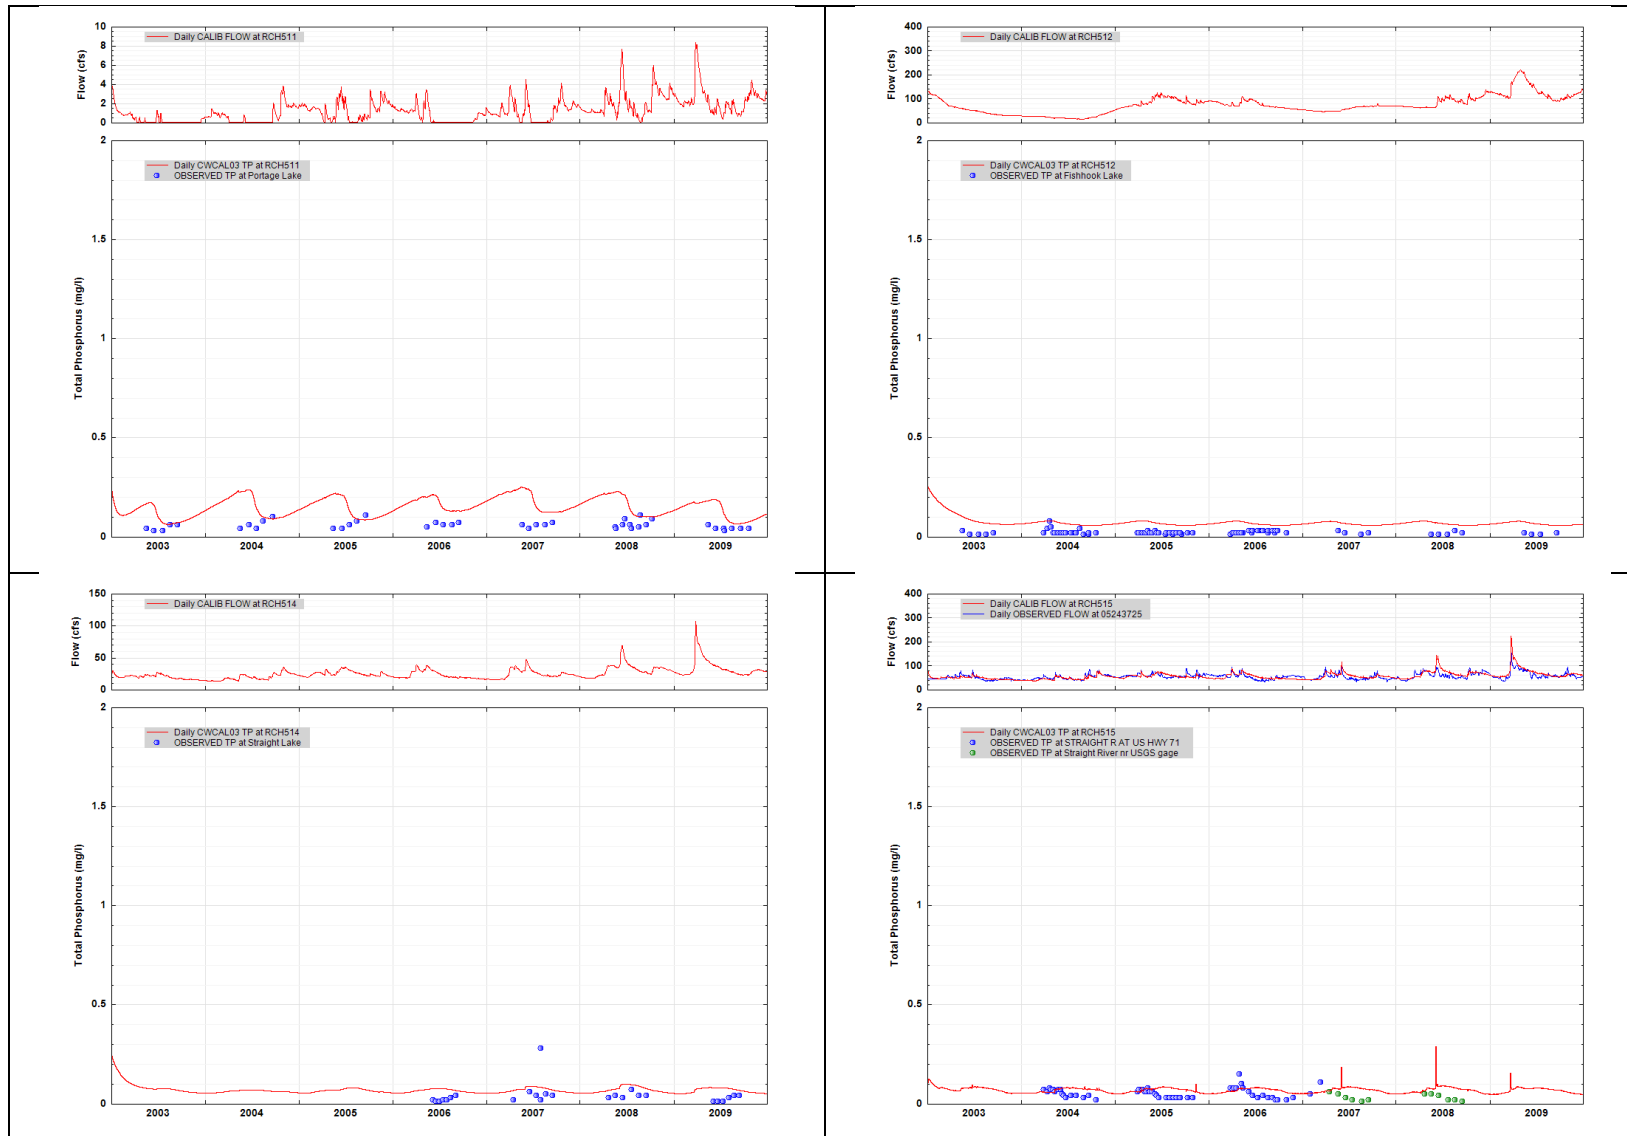 Flow (cfs)
10
8
6
4
2
0
Daily CALIB FLOW at RCH511
Total Phosphorus (mg/l)
2
1.5
1
0.5
0
Daily CWCAL03 TP at RCH511
OBSERVED TP at Portage Lake
2003 2004 2005 2006 2007 2008 2009
Flow (cfs)
400
300
200
100
0
Daily CALIB FLOW at RCH512
Total Phosphorus (mg/l)
2
1.5
1
0.5
0
Daily CWCAL03 TP at RCH512
OBSERVED TP at Fishhook Lake
2003 2004 2005 2006 2007 2008 2009
Flow (cfs)
150
100
50
0
Daily CALIB FLOW at RCH514
Total Phosphorus (mg/l)
2
1.5
1
0.5
0
Daily CWCAL03 TP at RCH514
OBSERVED TP at Straight Lake
2003 2004 2005 2006 2007 2008 2009
Flow (cfs)
400
300
200
100
0
Daily CALIB FLOW at RCH515
Daily OBSERVED FLOW at 05243725
Total Phosphorus (mg/l)
2
1.5
1
0.5
0
Daily CWCAL03 TP at RCH515
OBSERVED TP at STRAIGHT R AT US HWY 71
OBSERVED TP at Straight River nr USGS gage
2003 2004 2005 2006 2007 2008 2009